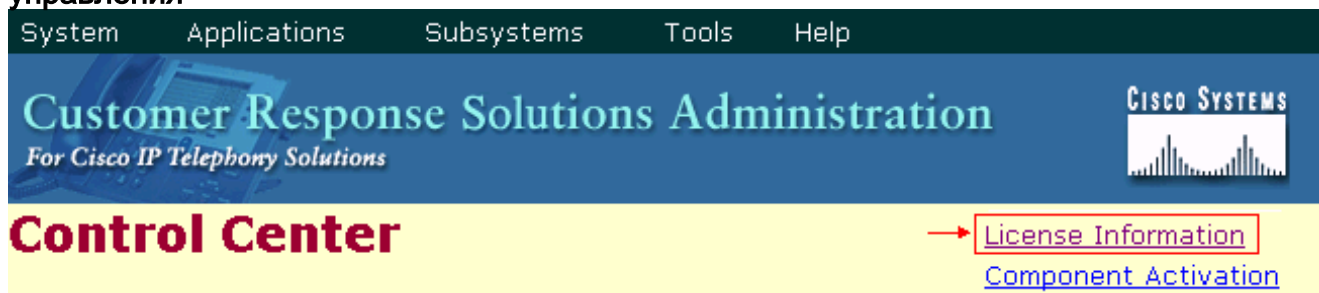 управления
System Applications Subsystems Tools Help
Customer Response Solutions Administration
For Cisco IP Telephony Solutions
CISCO SYSTEMS
Control Center
License Information
Component Activation